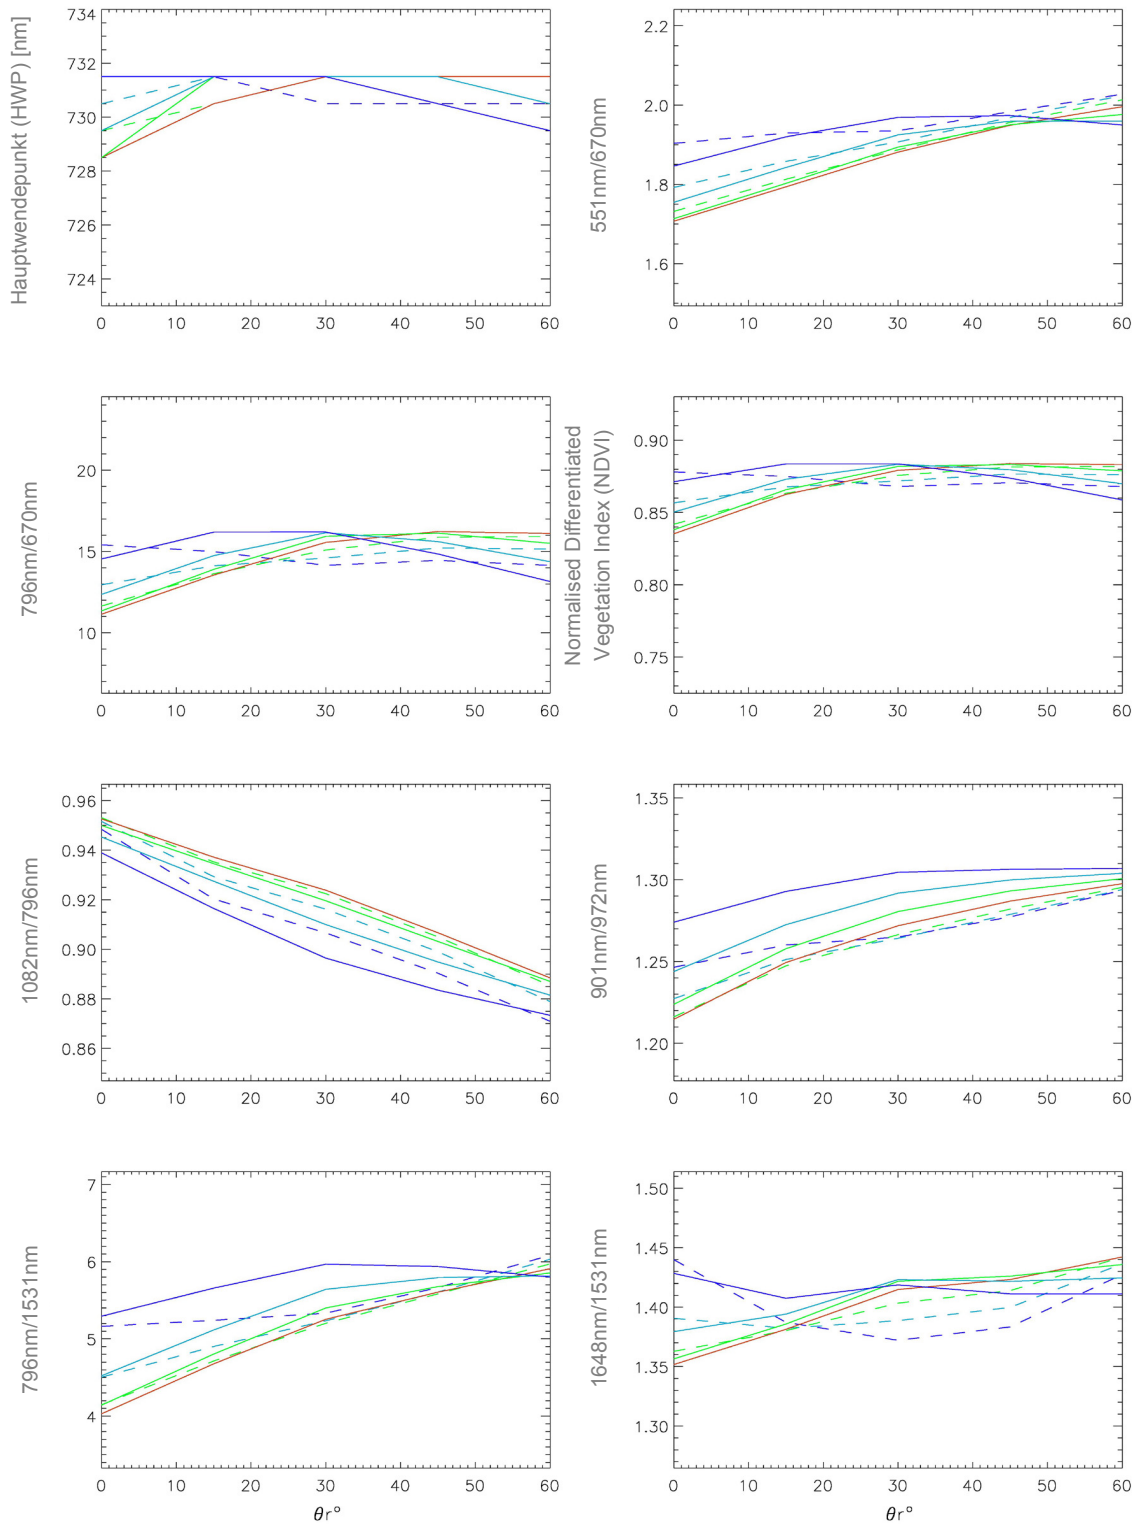 Hauptwendepunkt (HWP) [nm]
734
732
730
728
726
724
0 10 20 30 40 50 60
551nm/670nm
2.2
2.0
1.8
1.6
0 10 20 30 40 50 60
796nm/670nm
20
15
10
0 10 20 30 40 50 60
Normalised Differentiated
Vegetation Index (NDVI)
0.90
0.85
0.80
0.75
0 10 20 30 40 50 60
1082nm/796nm
0.96
0.94
0.92
0.90
0.88
0.86
0 10 20 30 40 50 60
901nm/972nm
1.35
1.30
1.25
1.20
0 10 20 30 40 50 60
796nm/1531nm
7
6
5
4
0 10 20 30 40 50 60
θr°
1648nm/1531nm
1.50
1.45
1.40
1.35
1.30
0 10 20 30 40 50 60
θr°